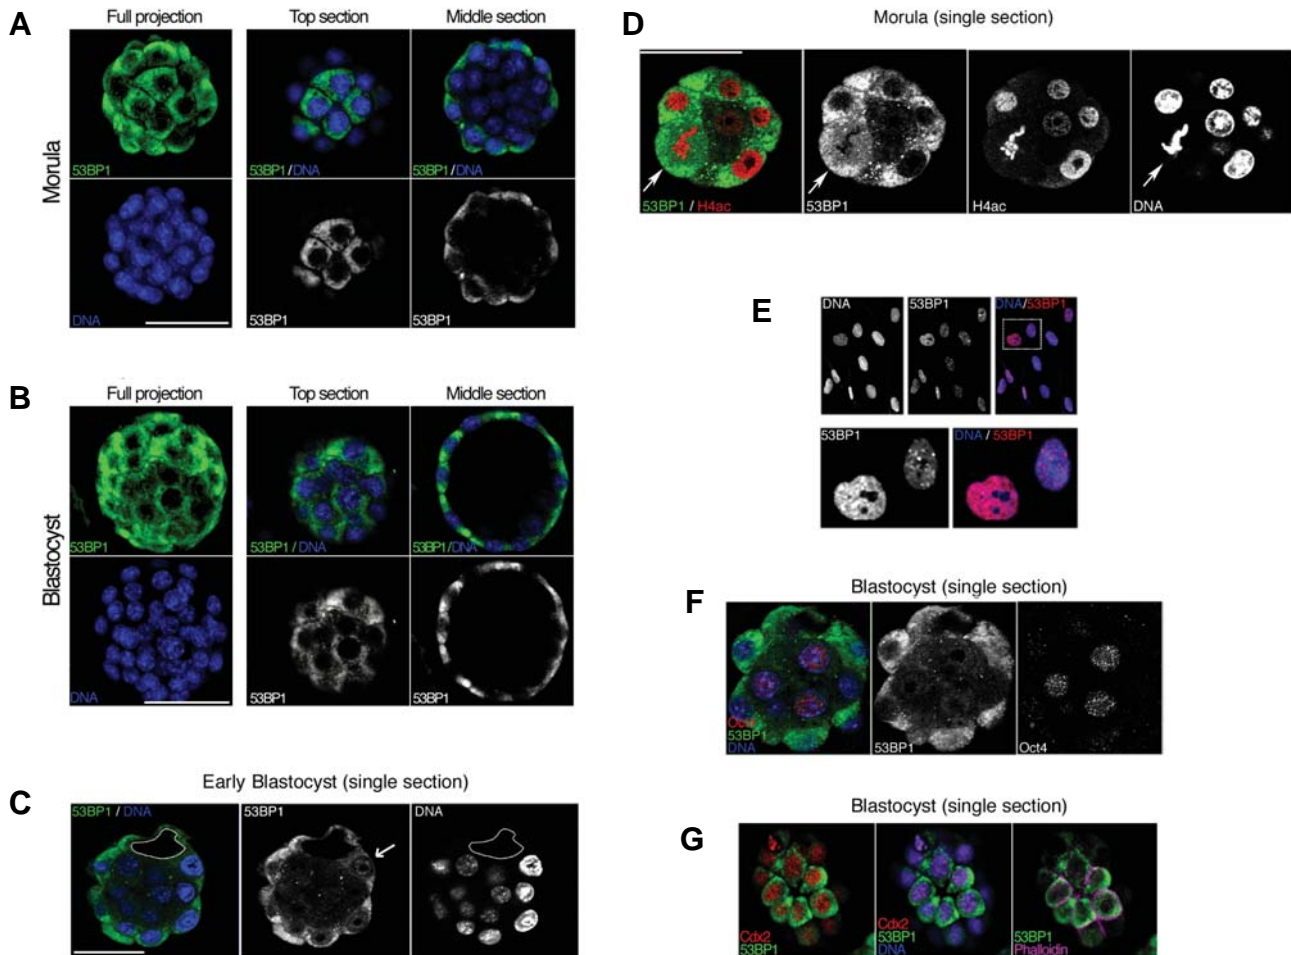 A
Full projection
Top section
Middle section
Morula
53BP1
53BP1/DNA
53BP1/DNA
DNA
53BP1
53BP1
B
Full projection
Top section
Middle section
Blastocyst
53BP1
53BP1 / DNA
53BP1/DNA
DNA
53BP1
53BP1
C
Early Blastocyst (single section)
53BP1 / DNA
53BP1
DNA
D
Morula (single section)
53BP1 / H4ac
53BP1
H4ac
DNA
E
DNA
53BP1
DNA/53BP1
53BP1
DNA / 53BP1
F
Blastocyst (single section)
Oct4
53BP1
DNA
53BP1
Oct4
G
Blastocyst (single section)
Cdx2
53BP1
Cdx2
53BP1
DNA
53BP1
Phalloidin